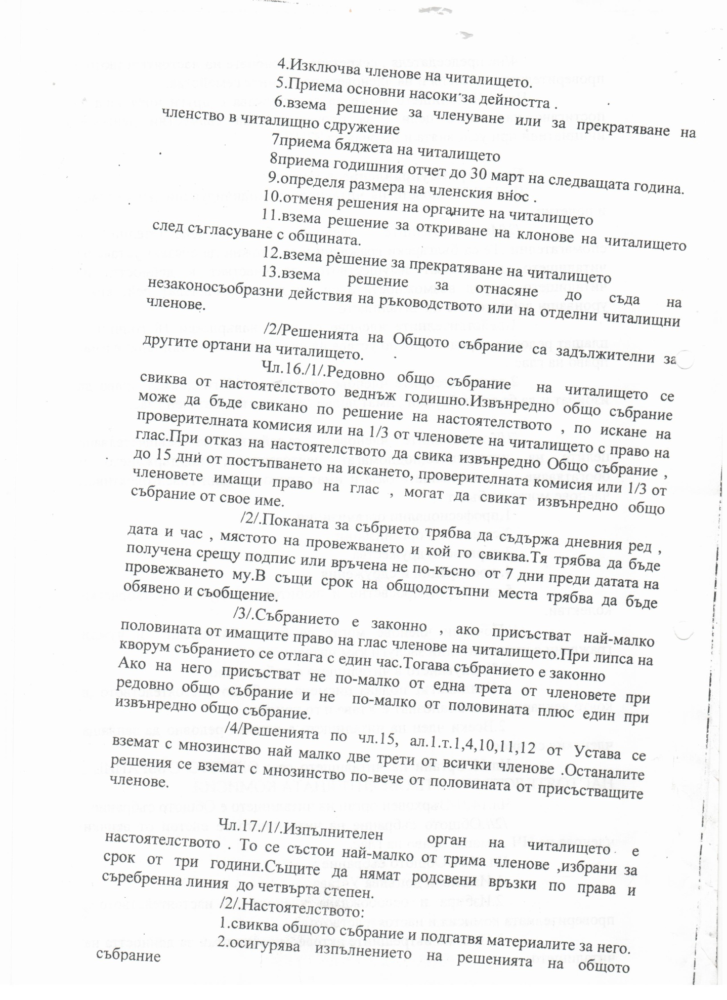 4.Изключва членове на читалището.
5.Приема основни насоки за дейността .
6.взема решение за членуване или за прекратяване на
членство в читалищно сдружение
7приема бяджета на читалището
8приема годишния отчет до 30 март на следващата година.
9.определя размера на членския внос .
10.отменя решения на органите на читалището
11.взема решение за откриване на клонове на читалището
след съгласуване с общината.
12.взема решение за прекратяване на читалището
13.взема решение за отнасяне до съда на
незаконосъобразни действия на ръководството или на отделни читалищни
членове.
/2/Решенията на Общото събрание са задължителни за
другите ортани на читалището.
Чл.16./1/.Редовно общо събрание на читалището се
свиква от настоятелството веднъж годишно.Извънредно общо събрание
може да бъде свикано по решение на настоятелството , по искане на
проверителната комисия или на 1/3 от членовете на читалището с право на
глас.При отказ на настоятелството да свика извънредно Общо събрание ,
до 15 дни от постъпването на искането, проверителната комисия или 1/3 от
членовете имащи право на глас , могат да свикат извънредно общо
събрание от свое име.
/2/.Поканата за събрието трябва да съдържа дневния ред ,
дата и час , мястото на провежването и кой го свиква.Тя трябва да бъде
получена срещу подпис или връчена не по-късно от 7 дни преди датата на
провежването му.В същи срок на общодостъпни места трябва да бъде
обявено и съобщение.
/3/.Събранието е законно , ако присъстват най-малко
половината от имащите право на глас членове на читалището.При липса на
кворум събранието се отлага с един час.Тогава събранието е законно
Ако на него присъстват не по-малко от една трета от членовете при
редовно общо събрание и не по-малко от половината плюс един при
извънредно общо събрание.
/4/Решенията по чл.15, ал.1.т.1,4,10,11,12 от Устава се
вземат с мнозинство най малко две трети от всички членове .Останалите
решения се вземат с мнозинство по-вече от половината от присъстващите
членове.
Чл.17./1/.Изпълнителен орган на читалището е
настоятелството . То се състои най-малко от трима членове ,избрани за
срок от три години.Същите да нямат родсвени връзки по права и
съребренна линия до четвърта степен.
/2/.Настоятелството:
1.свиква общото събрание и подгатвя материалите за него.
2.осигурява изпълнението на решенията на общото
събрание